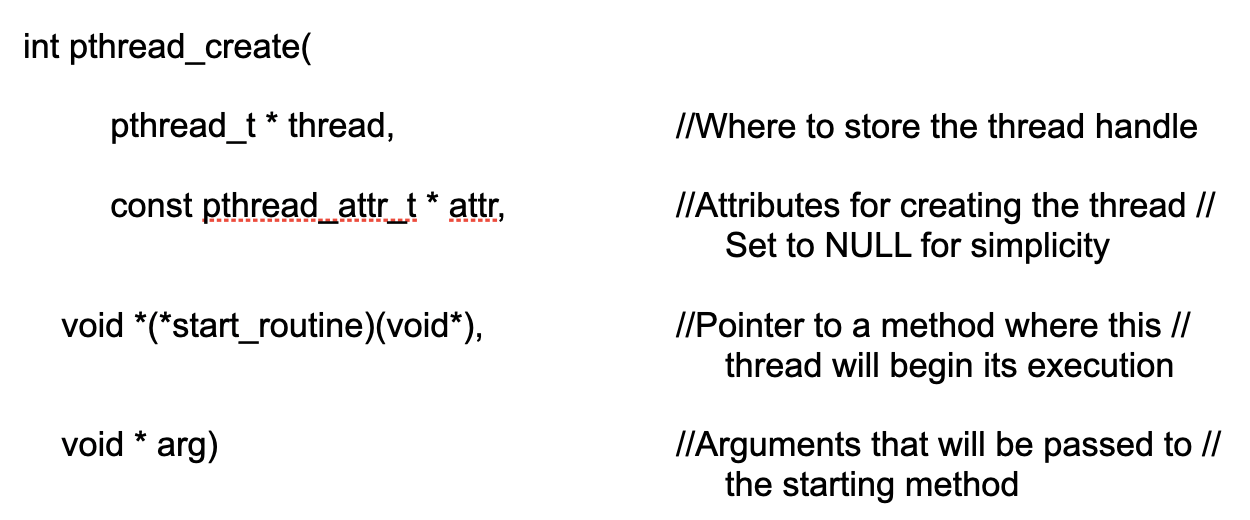 int pthread_create(
pthread_t * thread, //Where to store the thread handle
const pthread_attr_t * attr, //Attributes for creating the thread //
Set to NULL for simplicity
void *(*start_routine)(void*), //Pointer to a method where this //
thread will begin its execution
void * arg) //Arguments that will be passed to //
the starting method